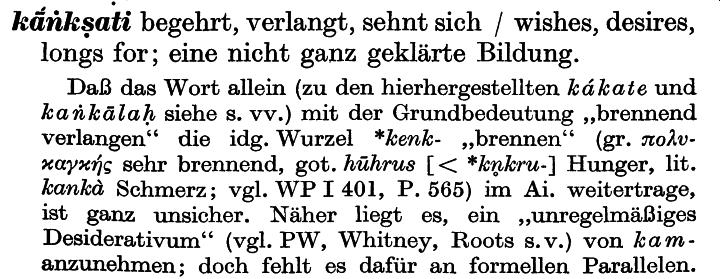 kā́ṅkṣati begehrt, verlangt, sehnt sich / wishes, desires,
longs for; eine nicht ganz geklärte Bildung.
Daß das Wort allein (zu den hierhergestellten kákate und
kaṅkālaḥ siehe s. vv.) mit der Grundbedeutung „brennend
verlangen“ die idg. Wurzel *kenk- „brennen“ (gr. πολυ-
καγκής sehr brennend, got. hūhrus [< *kn̥kru-] Hunger, lit.
kankà Schmerz; vgl. WP I 401, P. 565) im Ai. weitertrage,
ist ganz unsicher. Näher liegt es, ein „unregelmäßiges
Desiderativum“ (vgl. PW, Whitney, Roots s.v.) von kam-
anzunehmen; doch fehlt es dafür an formellen Parallelen.